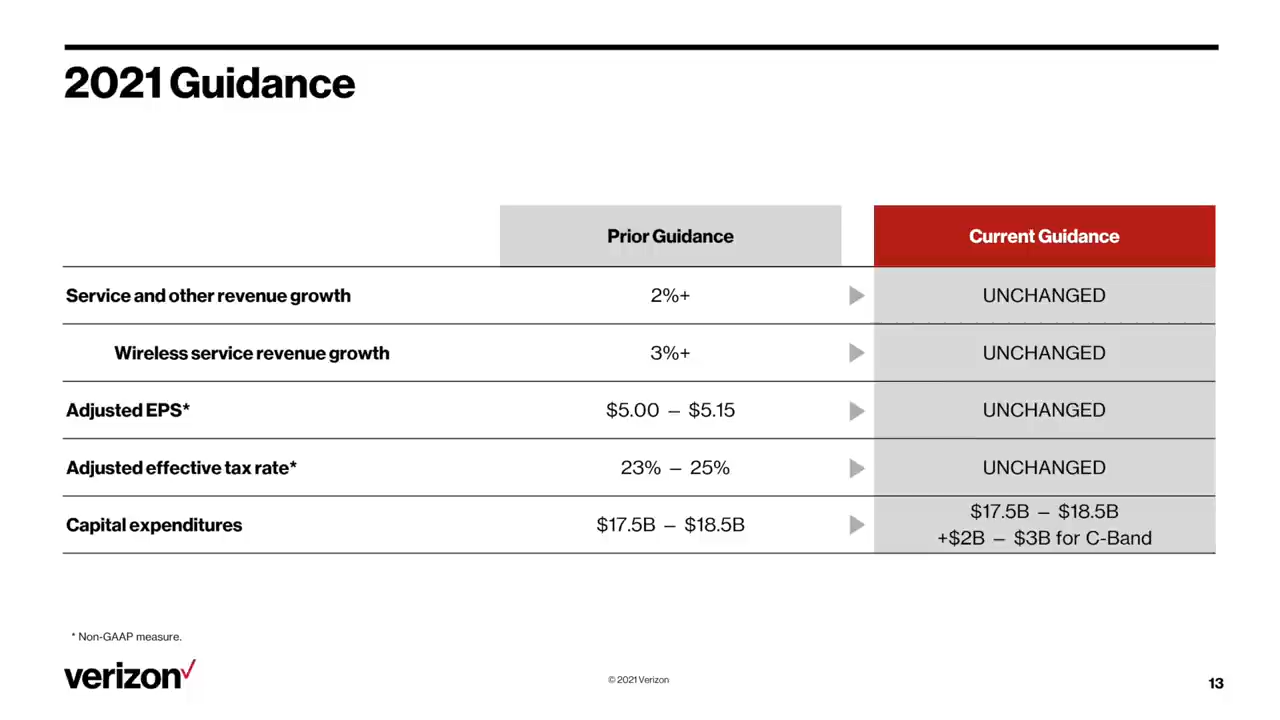 2021 Guidance
Prior Guidance
Current Guidance
Service and other revenue growth
2%+
UNCHANGED
Wireless service revenue growth
3%+
UNCHANGED
Adjusted EPS*
$5.00 – $5.15
UNCHANGED
Adjusted effective tax rate*
23% – 25%
UNCHANGED
Capital expenditures
$17.5B – $18.5B
$17.5B – $18.5B
+$2B – $3B for C-Band
* Non-GAAP measure.
verizon✓
© 2021 Verizon
13